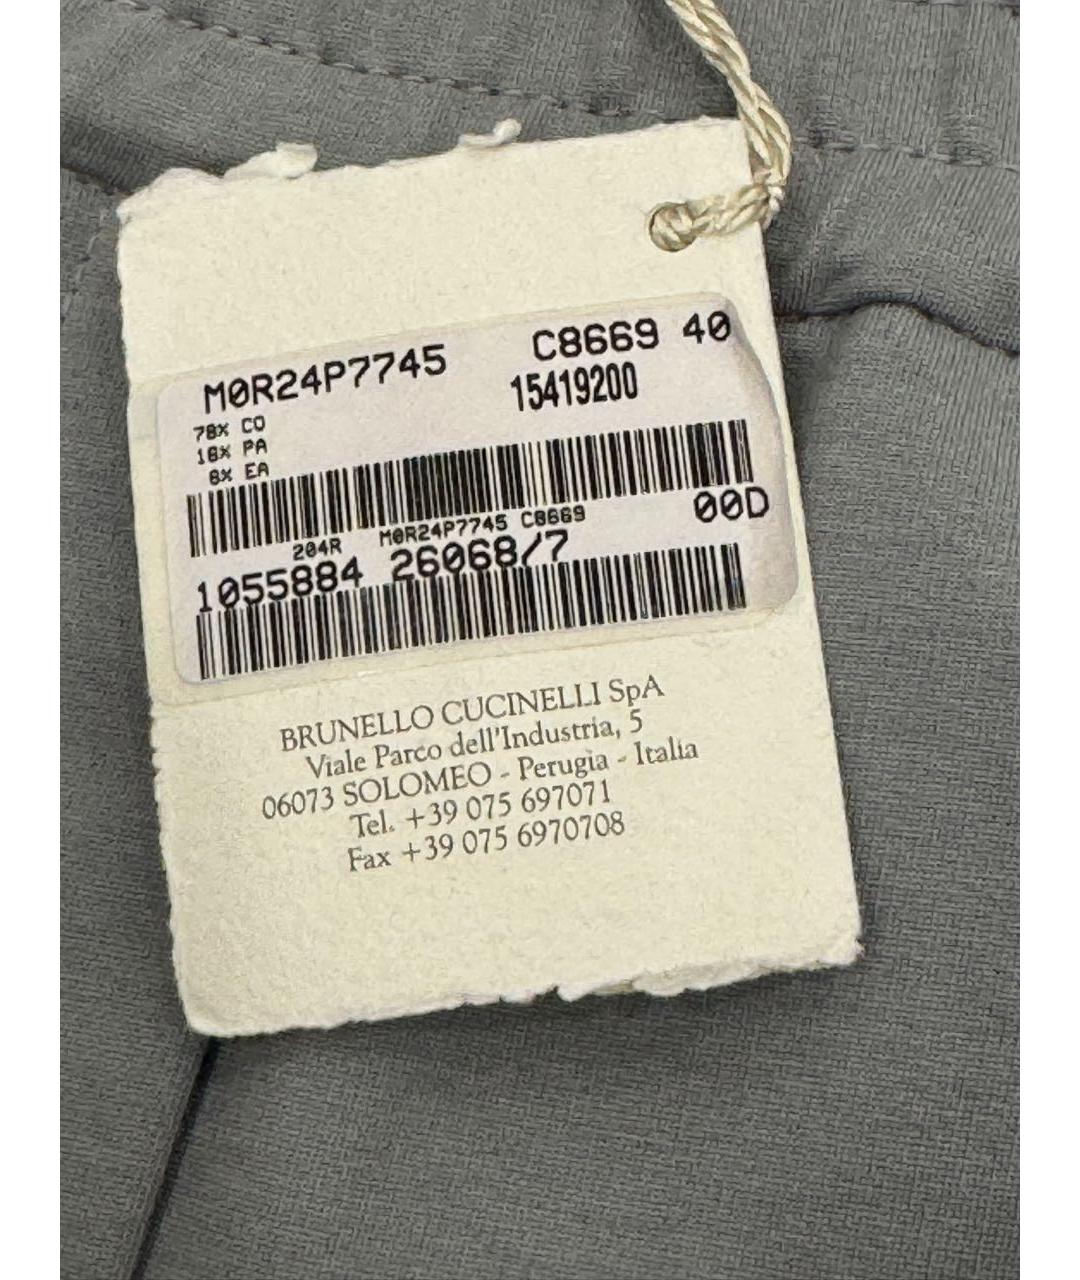 M0R24P7745 C8669 40
15419200
78% CO
16% PA
6% EA
204R M0R24P7745 C8669 00D
1055884 26068/7
BRUNELLO CUCINELLI SpA
Viale Parco dell'Industria, 5
06073 SOLOMEO - Perugia - Italia
Tel. +39 075 697071
Fax +39 075 6970708